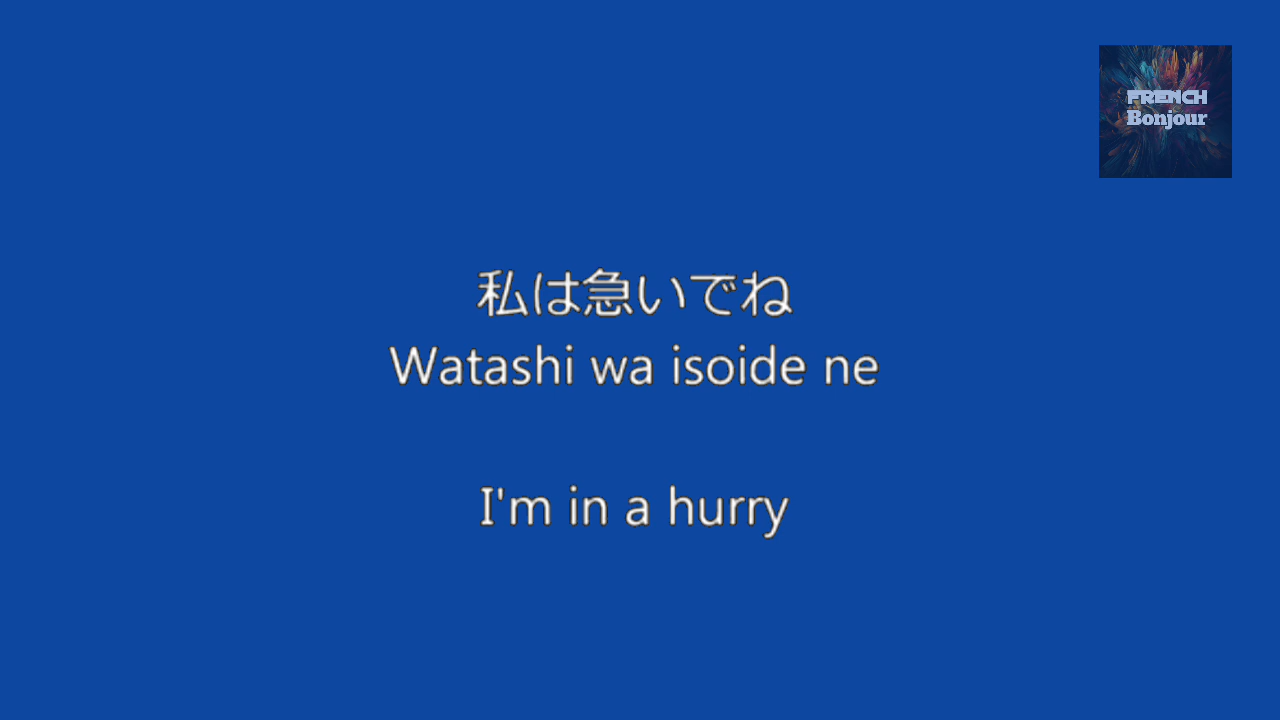 FRENCH
Bonjour
私は急いでね
Watashi wa isoide ne
I'm in a hurry